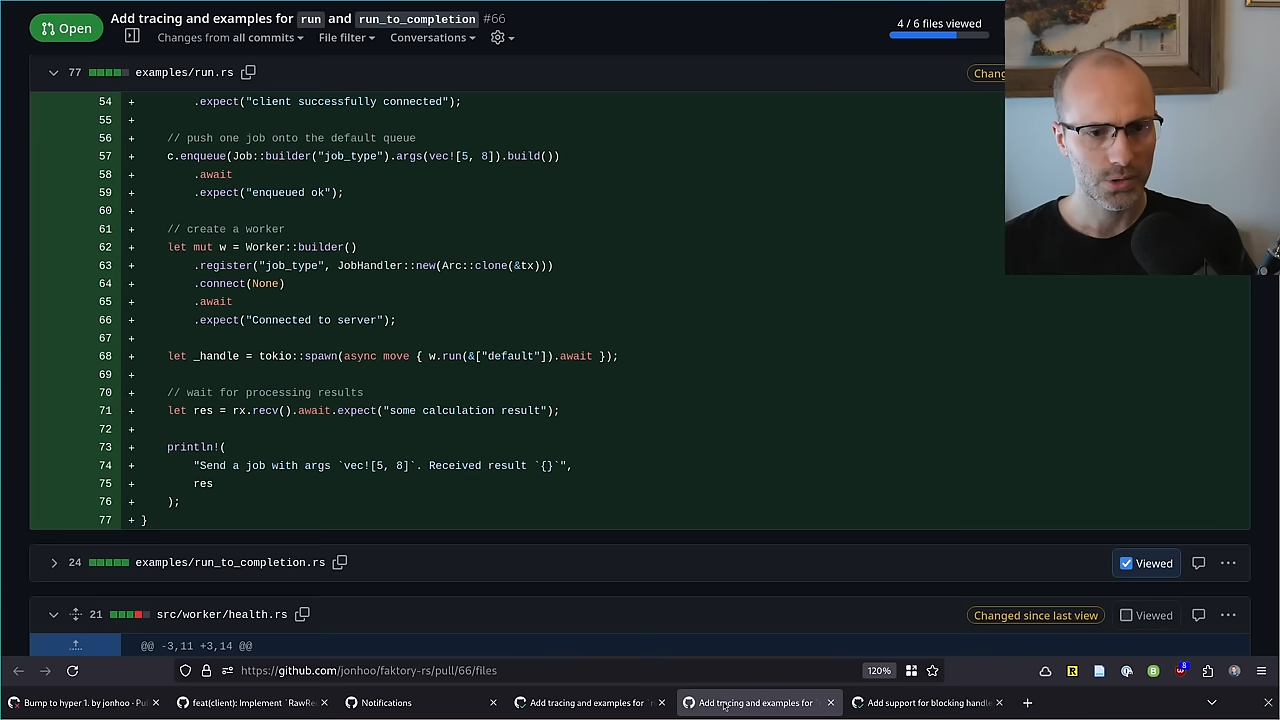 Open
Add tracing and examples for run and run_to_completion #66
Changes from all commits
File filter
Conversations
4 / 6 files viewed
77 examples/run.rs
Chang
54 + .expect("client successfully connected");
55 +
56 + // push one job onto the default queue
57 + c.enqueue(Job::builder("job_type").args(vec![5, 8]).build())
58 + .await
59 + .expect("enqueued ok");
60 +
61 + // create a worker
62 + let mut w = Worker::builder()
63 + .register("job_type", JobHandler::new(Arc::clone(&tx)))
64 + .connect(None)
65 + .await
66 + .expect("Connected to server");
67 +
68 + let _handle = tokio::spawn(async move { w.run(&["default"]).await });
69 +
70 + // wait for processing results
71 + let res = rx.recv().await.expect("some calculation result");
72 +
73 + println!(
74 + "Send a job with args `vec![5, 8]`. Received result `{}`",
75 + res
76 + );
77 + }
24 examples/run_to_completion.rs
Viewed
21 src/worker/health.rs
Changed since last view
Viewed
@@ -3,11 +3,14 @@
https://github.com/jonhoo/faktory-rs/pull/66/files
120%
8
Bump to hyper 1. by jonhoo · Pu
feat(client): Implement `RawRe
Notifications
Add tracing and examples for `r
Add tracing and examples for `
Add support for blocking handle